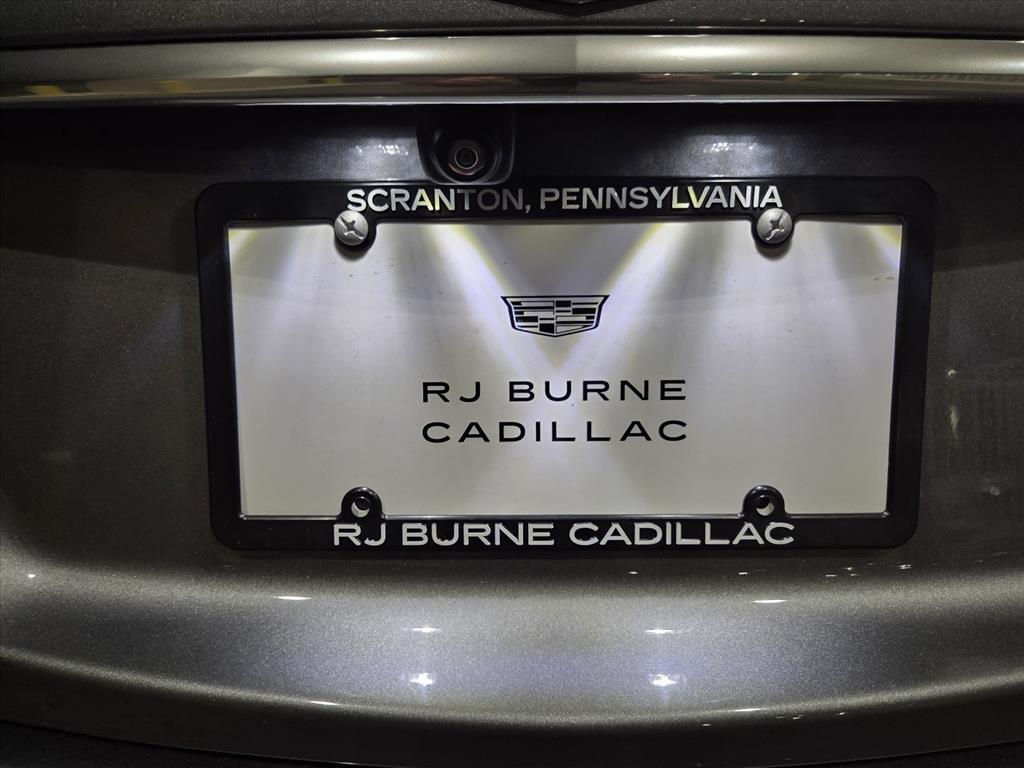 SCRANTON, PENNSYLVANIA
RJ BURNE
CADILLAC
RJ BURNE CADILLAC